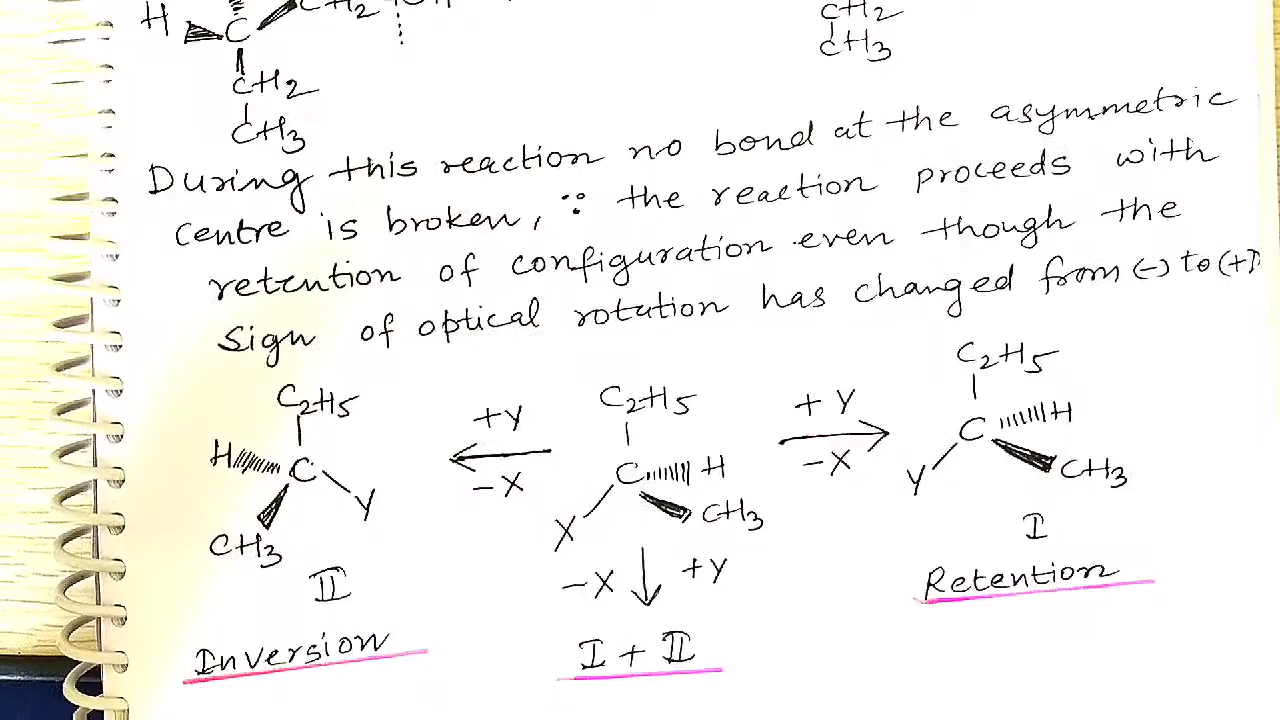 H C CH2 CH2
CH2 CH3
CH3
During this reaction no bond at the asymmetric
centre is broken, ∵ the reaction proceeds with
retention of configuration even though the
sign of optical rotation has changed from (-) to (+).
C2H5 +Y C2H5 +Y C2H5
H C Y -X C H -X C H
CH3 X CH3 Y CH3
II -X +Y I
Inversion I + II Retention